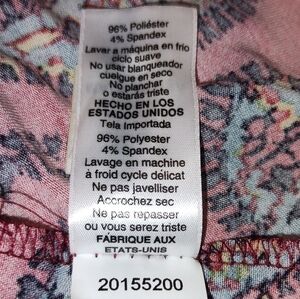 96% Poliéster
4% Spandex
Lavar a máquina en frío
ciclo suave
No usar blanqueador
cuelgue en seco
No planchar
o estarás triste
HECHO EN LOS
ESTADOS UNIDOS
Tela Importada
96% Polyester
4% Spandex
Lavage en machine
à froid cycle délicat
Ne pas javelliser
Accrochez sec
Ne pas repasser
ou vous serez triste
FABRIQUE AUX
ETATS-UNIS
20155200